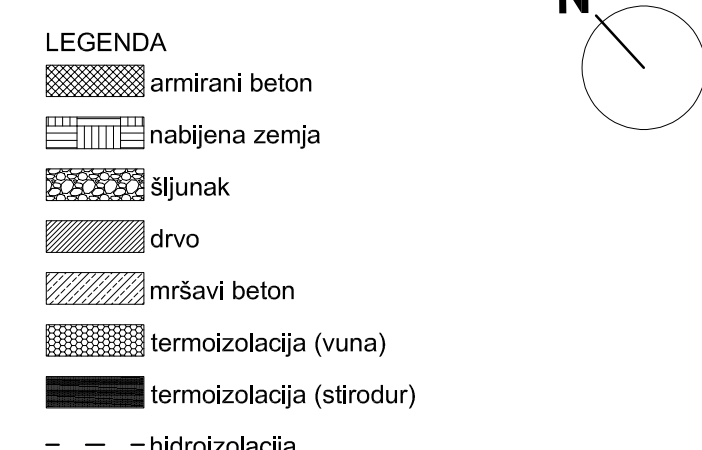 N
LEGENDA
armirani beton
nabijena zemja
šljunak
drvo
mršavi beton
termoizolacija (vuna)
termoizolacija (stirodur)
hidroizolacija